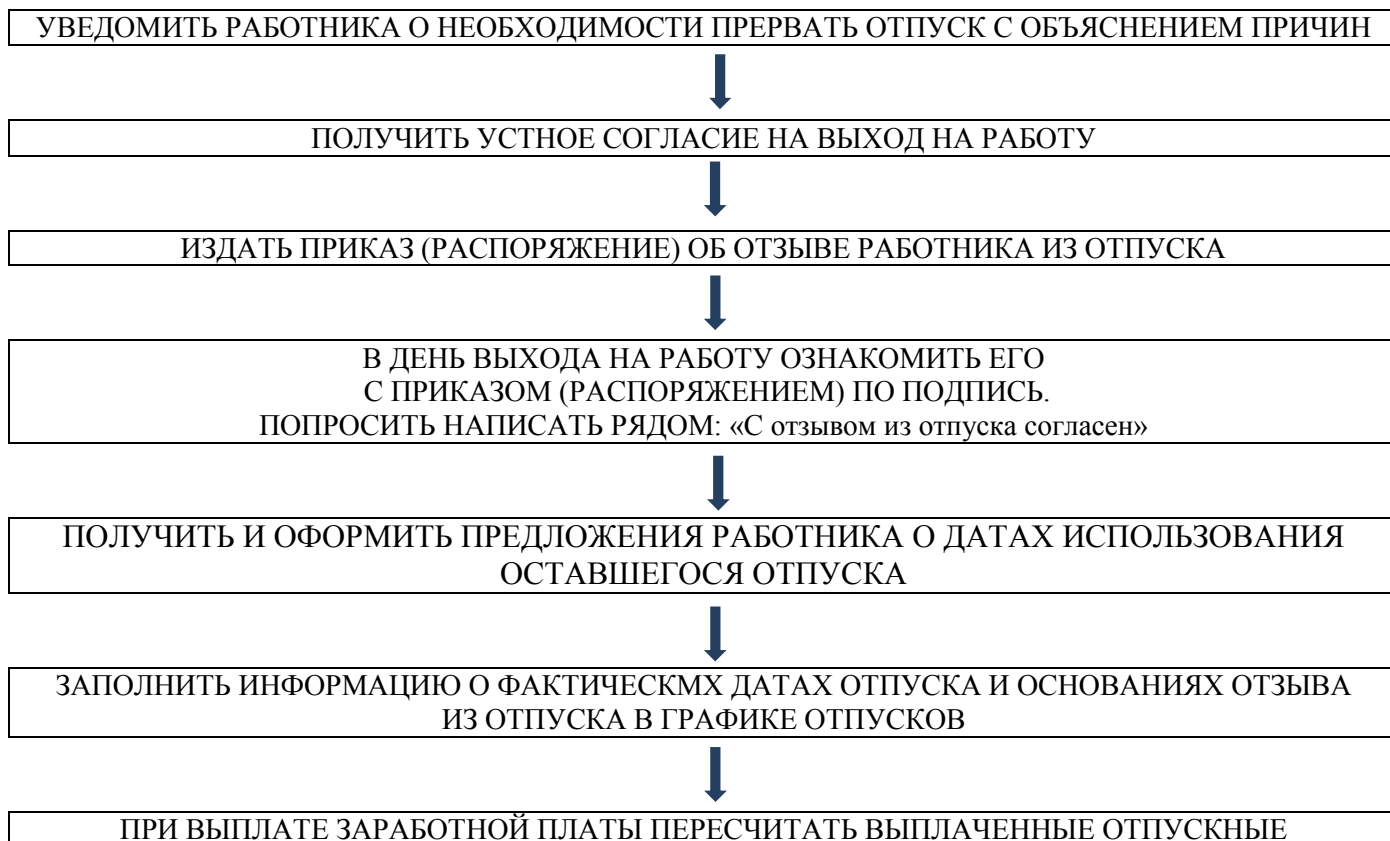 УВЕДОМИТЬ РАБОТНИКА О НЕОБХОДИМОСТИ ПРЕРВАТЬ ОТПУСК С ОБЪЯСНЕНИЕМ ПРИЧИН
ПОЛУЧИТЬ УСТНОЕ СОГЛАСИЕ НА ВЫХОД НА РАБОТУ
ИЗДАТЬ ПРИКАЗ (РАСПОРЯЖЕНИЕ) ОБ ОТЗЫВЕ РАБОТНИКА ИЗ ОТПУСКА
В ДЕНЬ ВЫХОДА НА РАБОТУ ОЗНАКОМИТЬ ЕГО
С ПРИКАЗОМ (РАСПОРЯЖЕНИЕМ) ПО ПОДПИСЬ.
ПОПРОСИТЬ НАПИСАТЬ РЯДОМ: «С отзывом из отпуска согласен»
ПОЛУЧИТЬ И ОФОРМИТЬ ПРЕДЛОЖЕНИЯ РАБОТНИКА О ДАТАХ ИСПОЛЬЗОВАНИЯ
ОСТАВШЕГОСЯ ОТПУСКА
ЗАПОЛНИТЬ ИНФОРМАЦИЮ О ФАКТИЧЕСКМХ ДАТАХ ОТПУСКА И ОСНОВАНИЯХ ОТЗЫВА
ИЗ ОТПУСКА В ГРАФИКЕ ОТПУСКОВ
ПРИ ВЫПЛАТЕ ЗАРАБОТНОЙ ПЛАТЫ ПЕРЕСЧИТАТЬ ВЫПЛАЧЕННЫЕ ОТПУСКНЫЕ